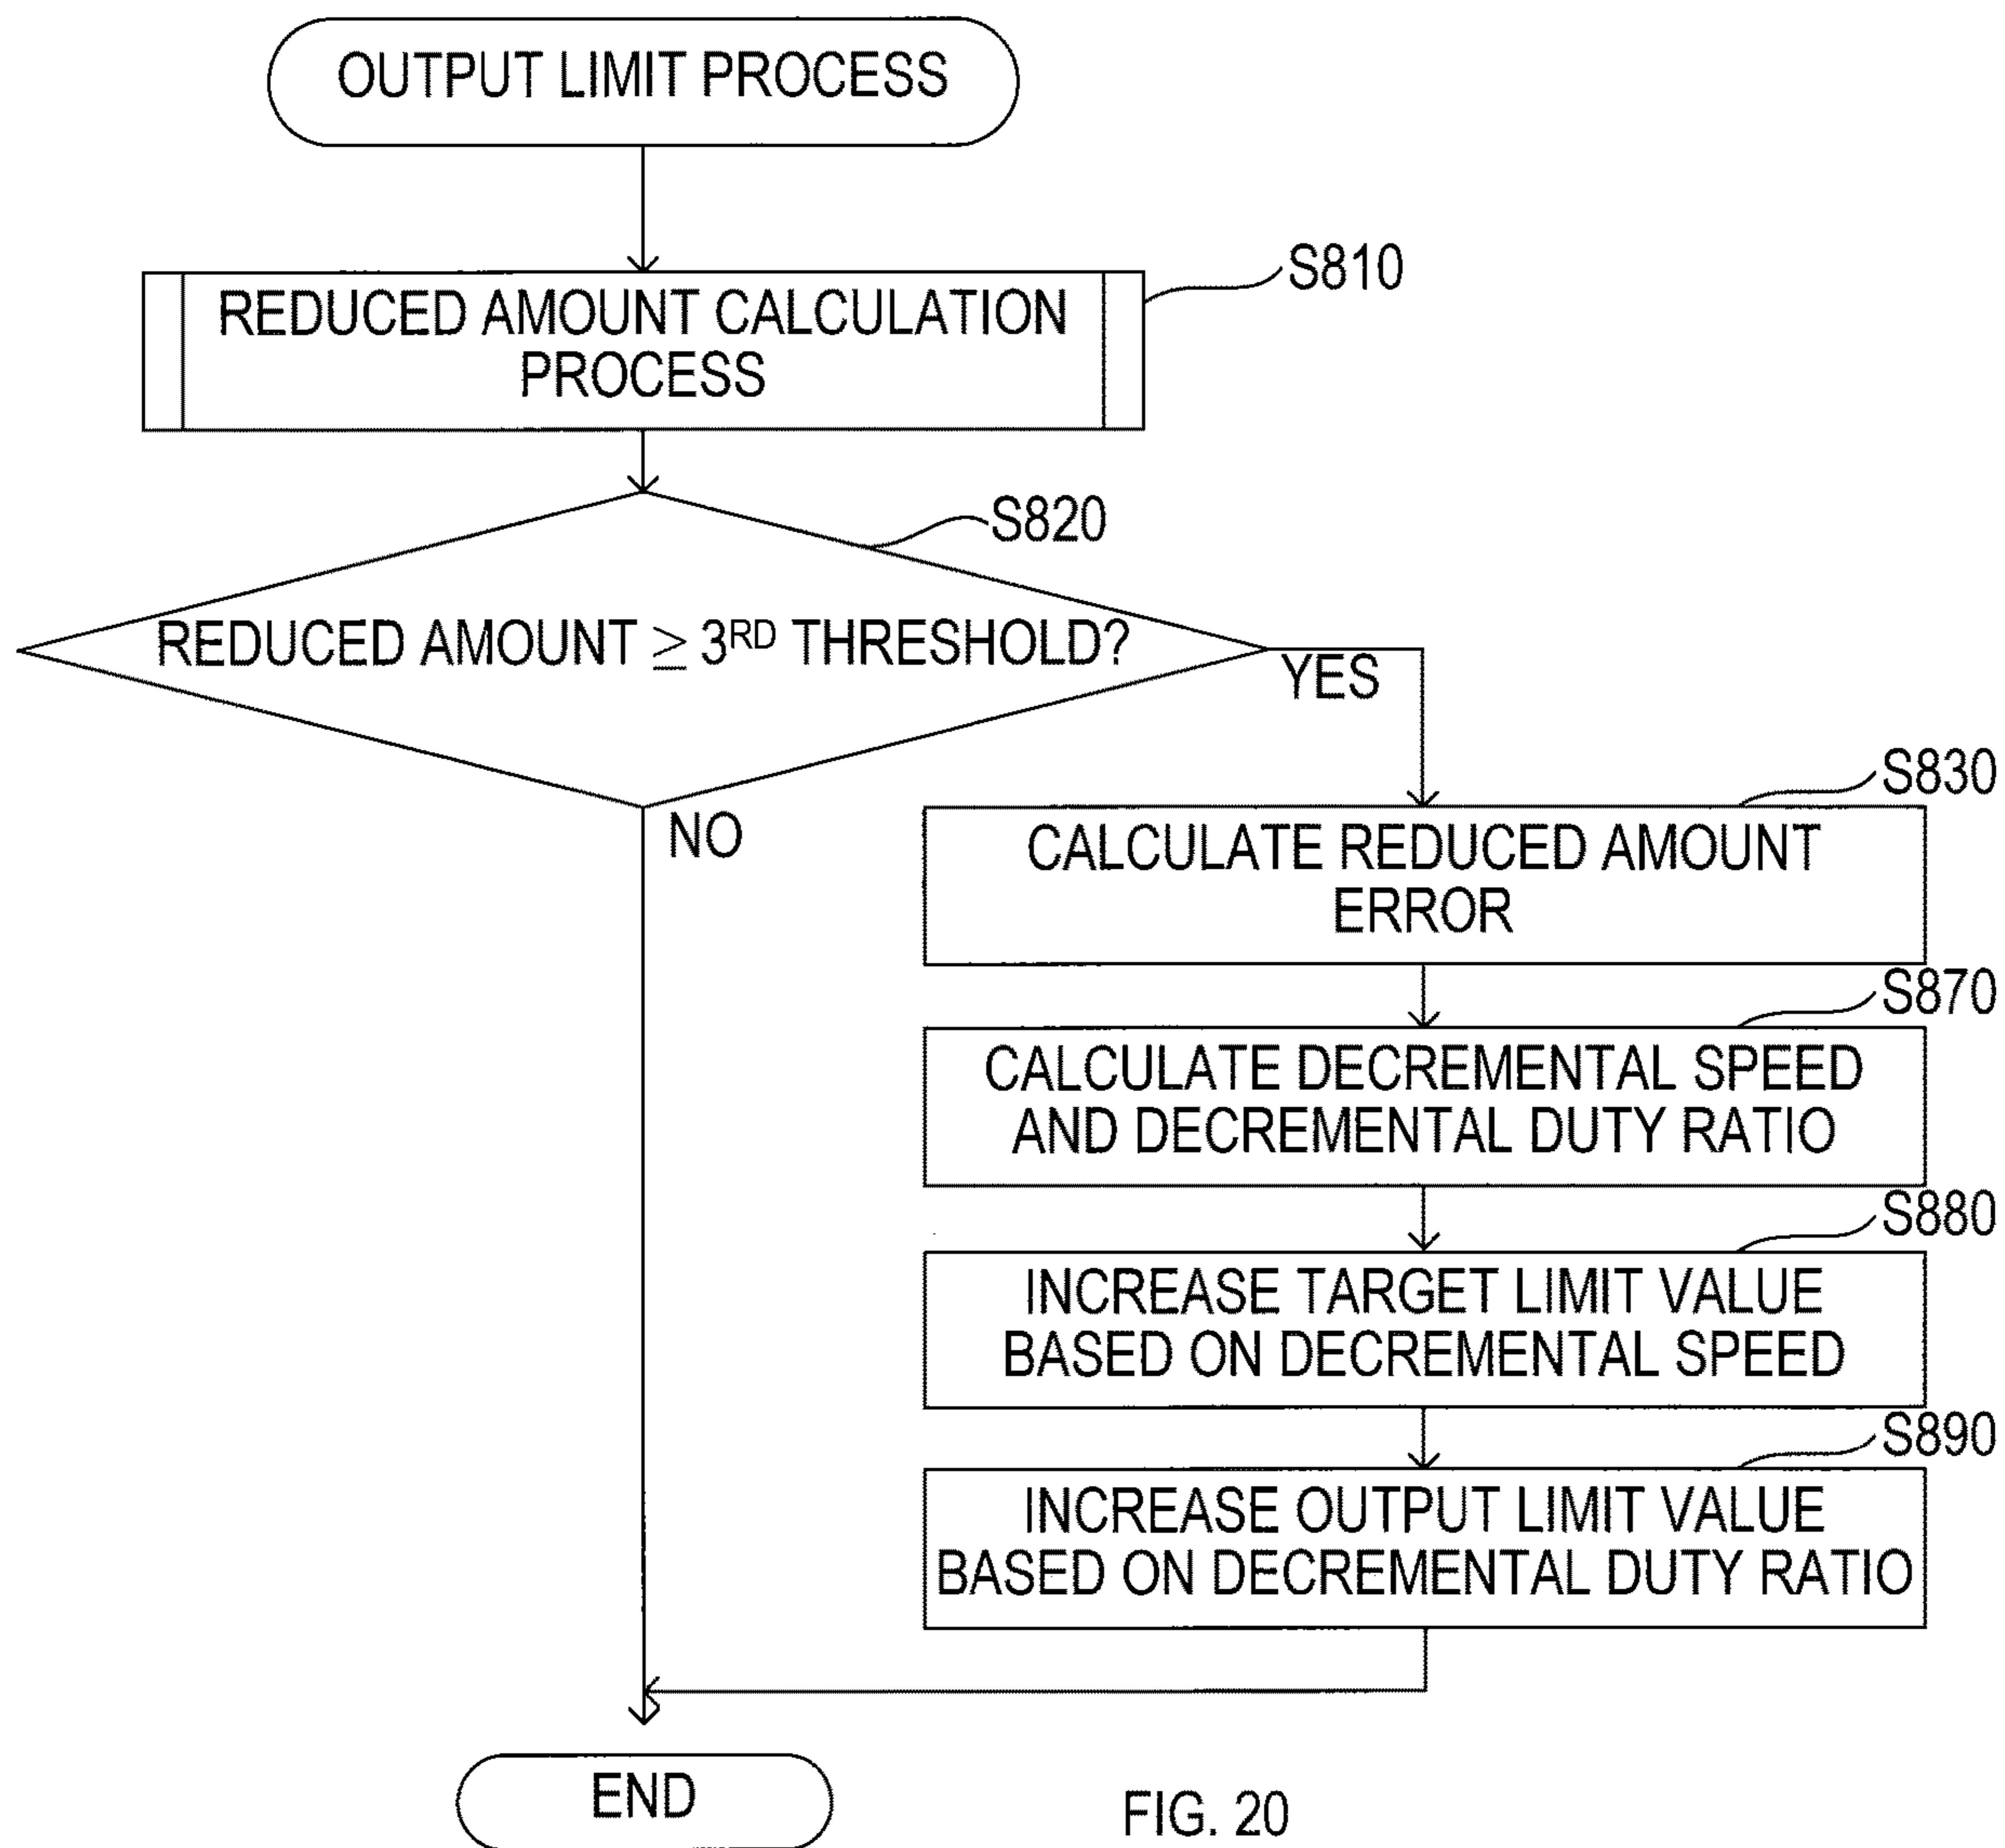 OUTPUT LIMIT PROCESS
S810
REDUCED AMOUNT CALCULATION
PROCESS
S820
REDUCED AMOUNT ≥ 3RD THRESHOLD?
YES
NO
S830
CALCULATE REDUCED AMOUNT
ERROR
S870
CALCULATE DECREMENTAL SPEED
AND DECREMENTAL DUTY RATIO
S880
INCREASE TARGET LIMIT VALUE
BASED ON DECREMENTAL SPEED
S890
INCREASE OUTPUT LIMIT VALUE
BASED ON DECREMENTAL DUTY RATIO
END
FIG. 20